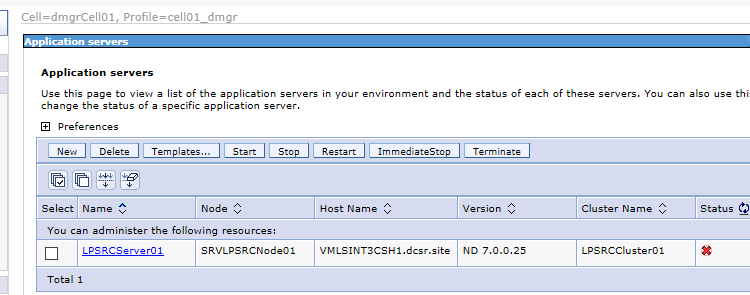 Cell=dmgrCell01, Profile=cell01_dmgr
Application servers
Application servers
Use this page to view a list of the application servers in your environment and the status of each of these servers. You can also use this
change the status of a specific application server.
Preferences
New Delete Templates... Start Stop Restart ImmediateStop Terminate
Select Name Node Host Name Version Cluster Name Status
You can administer the following resources:
LPSRCServer01 SRVLPSRCNode01 VMLSINT3CSH1.dcsr.site ND 7.0.0.25 LPSRCCluster01
Total 1